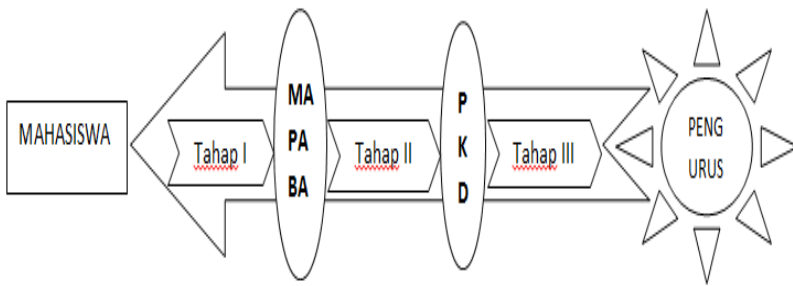 MAHASISWA
Tahap I
MA
PA
BA
Tahap II
P
K
D
Tahap III
PENG
URUS